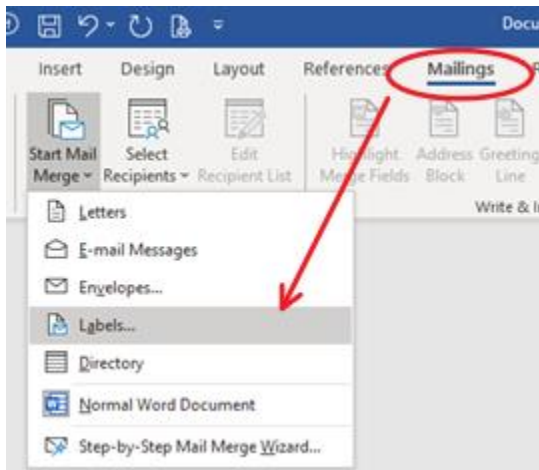 Docu
Insert Design Layout References Mailings
Start Mail Merge Select Recipients Edit Recipient List Highlight Merge Fields Address Block Greeting Line
Write & I
Letters
E-mail Messages
Envelopes...
Labels...
Directory
Normal Word Document
Step-by-Step Mail Merge Wizard...